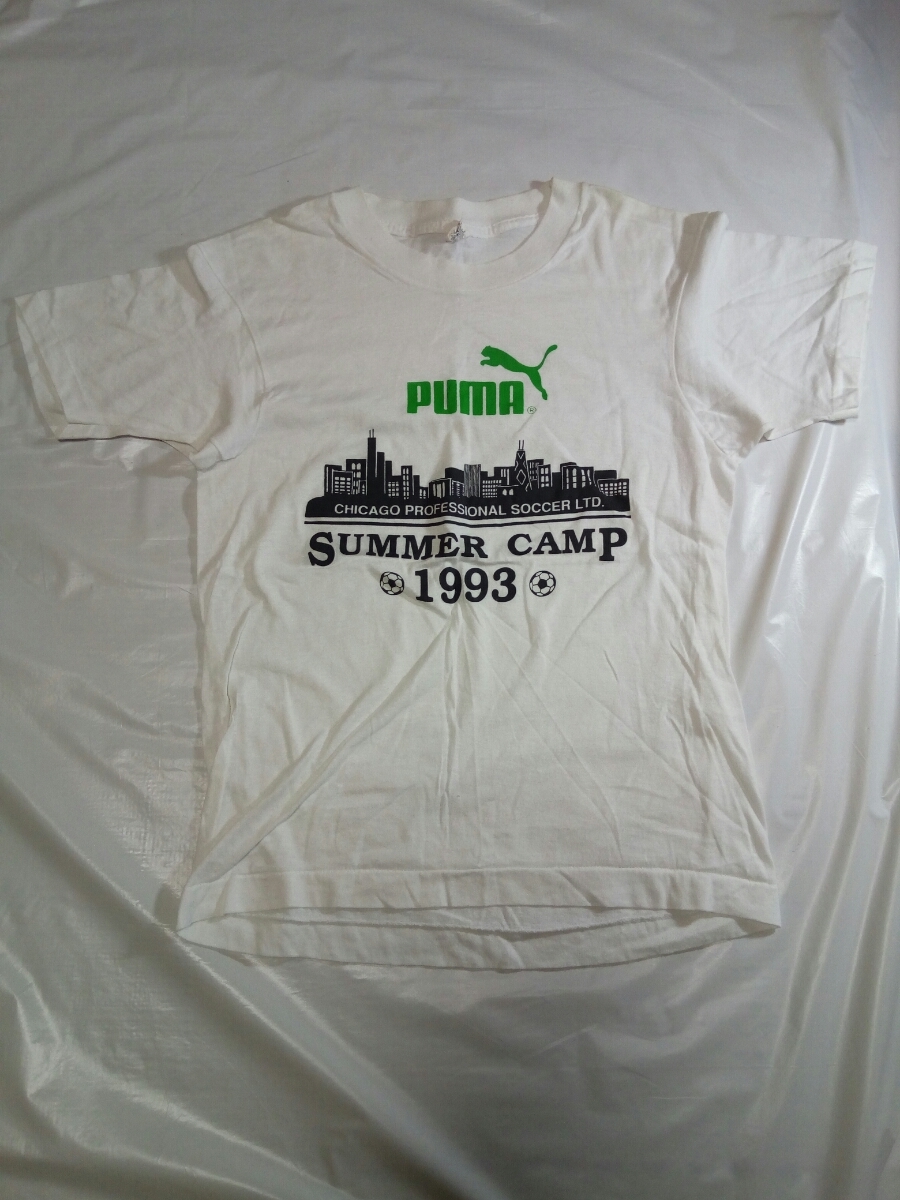 PUMA®
CHICAGO PROFESSIONAL SOCCER LTD.
SUMMER CAMP
1993